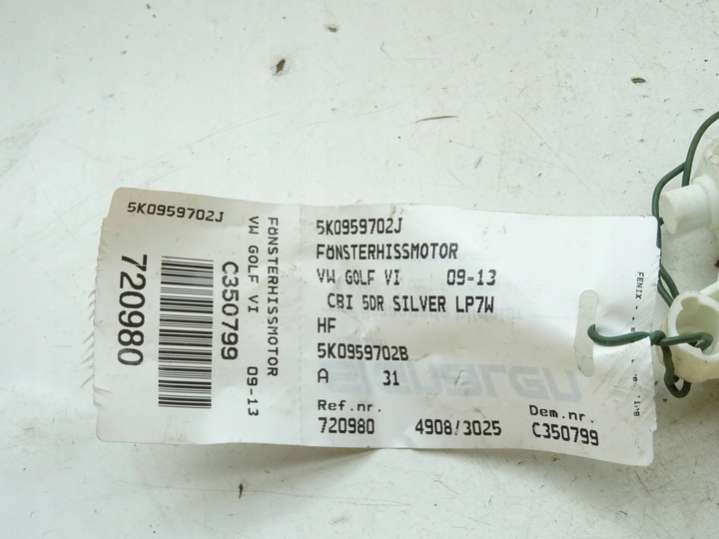 5K0959702J
FÖNSTERHISSMOTOR
VW GOLF VI 09-13
C350799
720980
5K0959702J
FÖNSTERHISSMOTOR
VW GOLF VI 09-13
CBI 5DR SILVER LP7W
HF
5K0959702B
A 31
Ref.nr. Dem.nr.
720980 4908/3025 C350799
FENIX